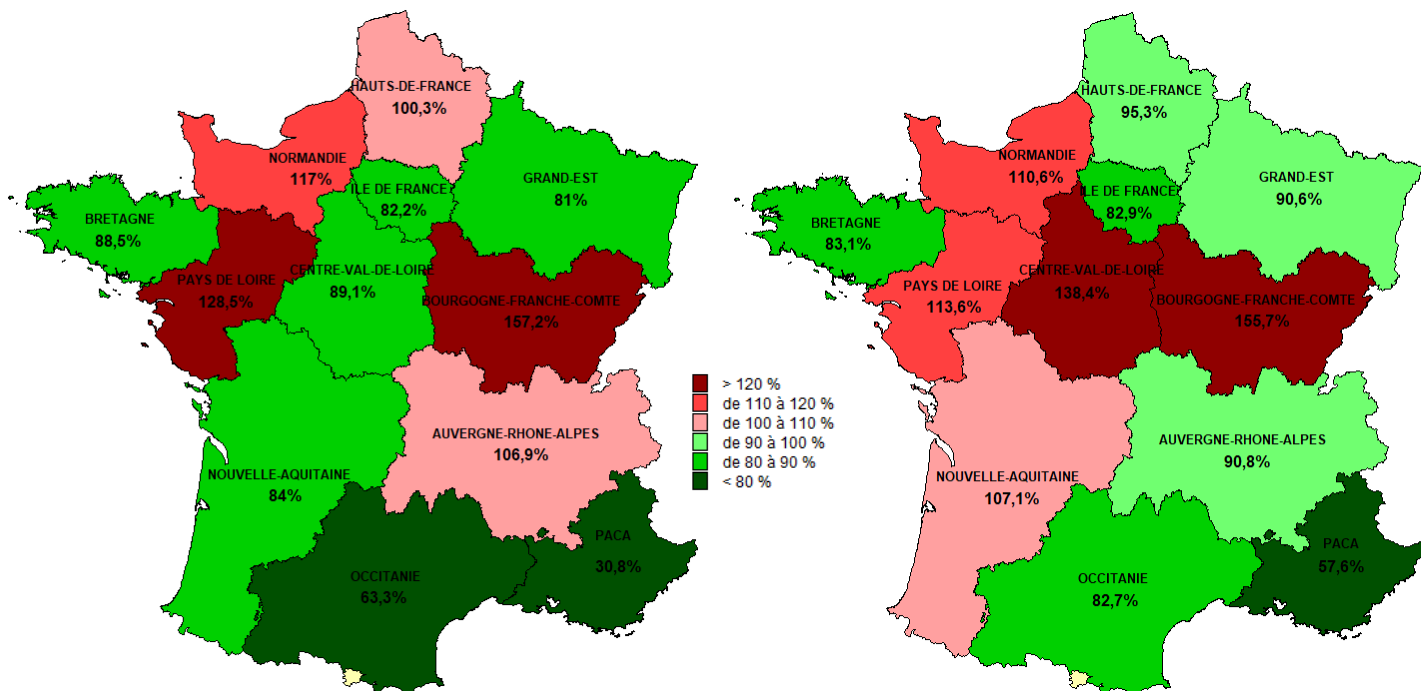 HAUTS-DE-FRANCE
100,3%
NORMANDIE
117%
ILE DE FRANCE
82,2%
GRAND-EST
81%
BRETAGNE
88,5%
PAYS DE LOIRE
128,5%
CENTRE-VAL-DE-LOIRE
89,1%
BOURGOGNE-FRANCHE-COMTE
157,2%
AUVERGNE-RHONE-ALPES
106,9%
NOUVELLE-AQUITAINE
84%
PACA
30,8%
OCCITANIE
63,3%
> 120 %
de 110 à 120 %
de 100 à 110 %
de 90 à 100 %
de 80 à 90 %
< 80 %
HAUTS-DE-FRANCE
95,3%
NORMANDIE
110,6%
ILE DE FRANCE
82,9%
GRAND-EST
90,6%
BRETAGNE
83,1%
PAYS DE LOIRE
113,6%
CENTRE-VAL-DE-LOIRE
138,4%
BOURGOGNE-FRANCHE-COMTE
155,7%
AUVERGNE-RHONE-ALPES
90,8%
NOUVELLE-AQUITAINE
107,1%
PACA
57,6%
OCCITANIE
82,7%